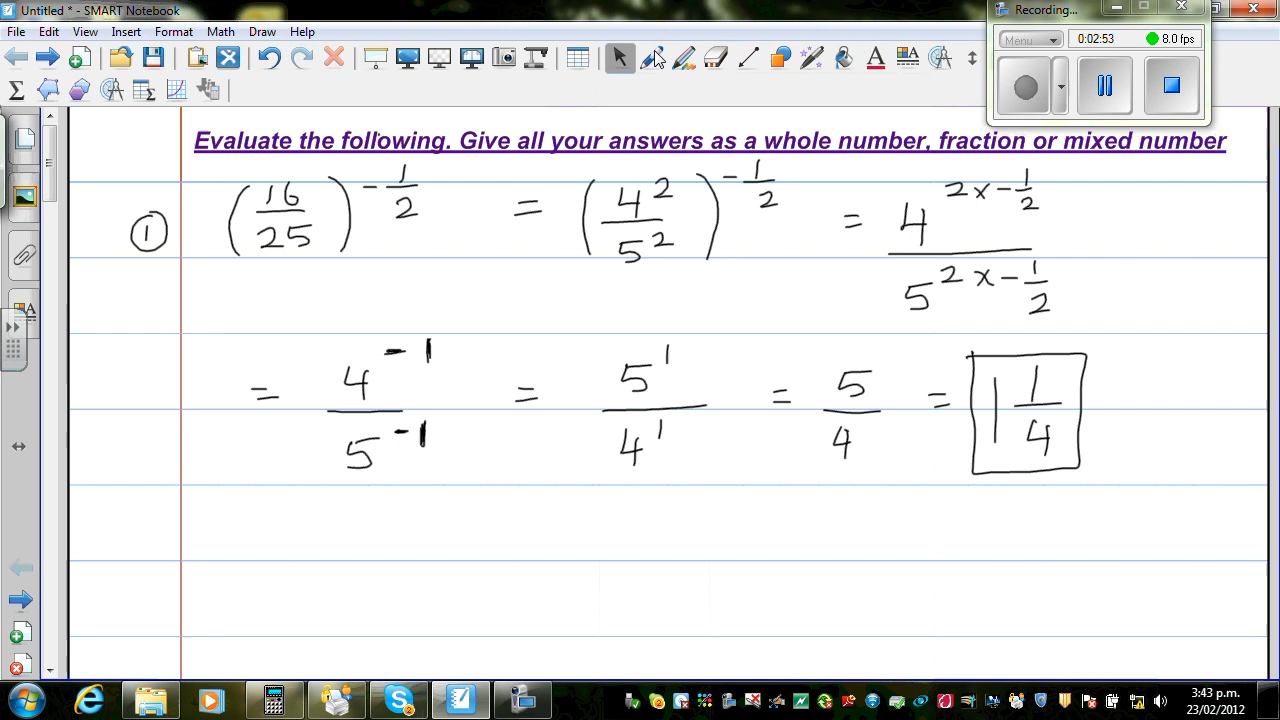 Untitled * - SMART Notebook
Recording...
File Edit View Insert Format Math Draw Help
Menu 0:02:53 8.0 fps
Evaluate the following. Give all your answers as a whole number, fraction or mixed number
① (16/25)^(-1/2) = (4^2/5^2)^(-1/2) = 4^(2x-1/2)/5^(2x-1/2)
= 4^-1/5^-1 = 5^1/4^1 = 5/4 = 1 1/4
3:43 p.m.
23/02/2012